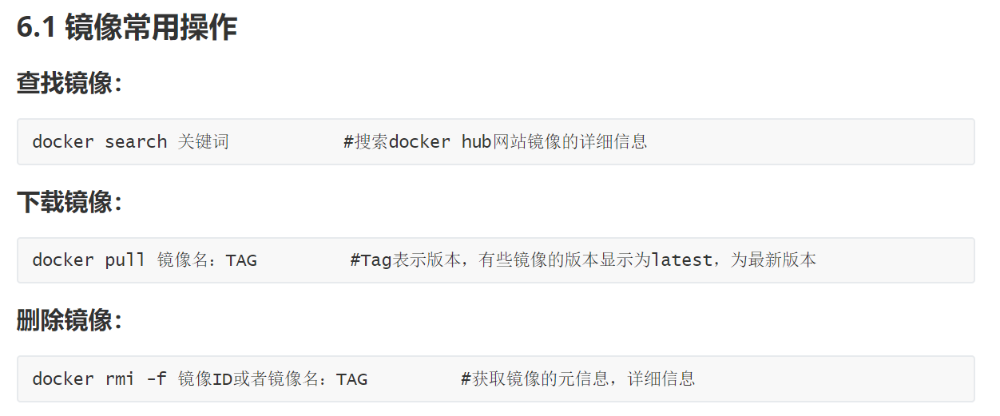 6.1 镜像常用操作
查找镜像：
docker search 关键词 #搜索docker hub网站镜像的详细信息
下载镜像：
docker pull 镜像名：TAG #Tag表示版本，有些镜像的版本显示为latest，为最新版本
删除镜像：
docker rmi -f 镜像ID或者镜像名：TAG #获取镜像的元信息，详细信息